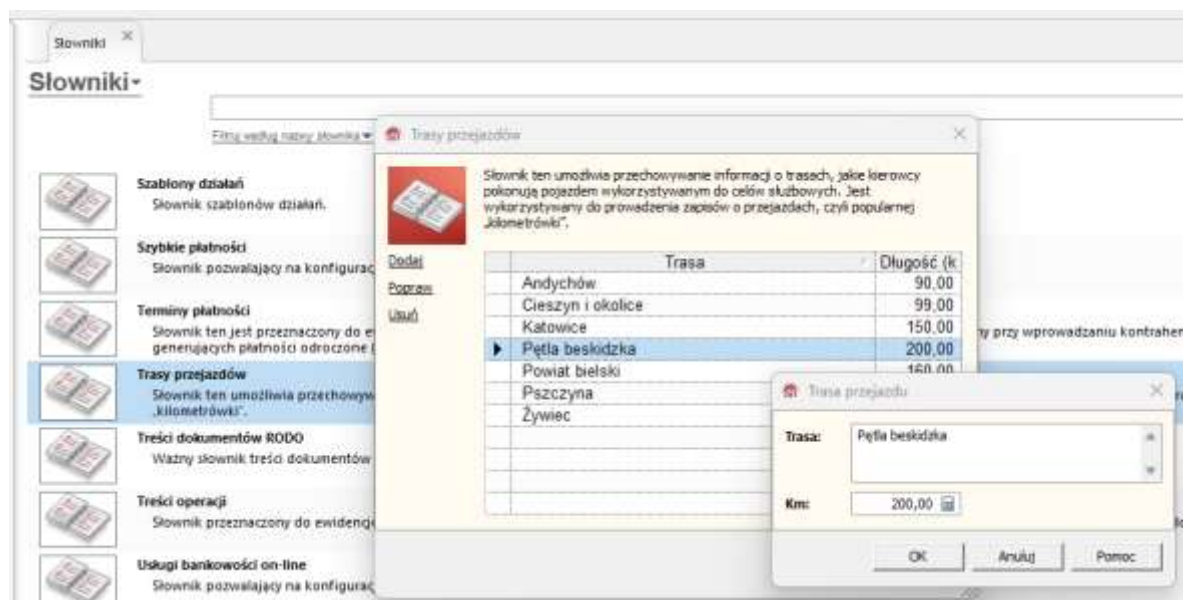 Słowniki
Słowniki
Filtruj według nazwy słownika
Szablony działań
Słownik szablonów działań.
Szybkie płatności
Słownik pozwalający na konfigurac
Terminy płatności
Słownik ten jest przeznaczony do e
ny przy wprowadzaniu kontrahen
generujących płatności odroczone (
Trasy przejazdów
Słownik ten umożliwia przechowyw
„kilometrówki”.
Treści dokumentów RODO
Ważny słownik treści dokumentów
Treści operacji
Słownik przeznaczony do ewidencj
Usługi bankowości on-line
Słownik pozwalający na konfigurac
Trasy przejazdów
Słownik ten umożliwia przechowywanie informacji o trasach, jakie kierowcy
pokonują pojazdem wykorzystywanym do celów służbowych. Jest
wykorzystywany do prowadzenia zapisów o przejazdach, czyli popularnej
„kilometrówki”.
Dodaj
Popraw
Usuń
Trasa Długość (k
Andychów 90,00
Cieszyn i okolice 99,00
Katowice 150,00
Pętla beskidzka 200,00
Powiat bielski 160,00
Pszczyna
Żywiec
Trasa przejazdu
Trasa: Pętla beskidzka
Km: 200,00
OK Anuluj Pomoc